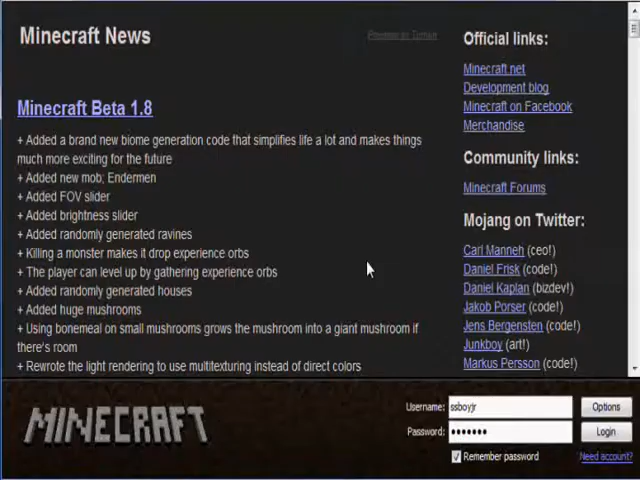 Minecraft News
Powered by Tumblr
Minecraft Beta 1.8
+ Added a brand new biome generation code that simplifies life a lot and makes things
much more exciting for the future
+ Added new mob; Endermen
+ Added FOV slider
+ Added brightness slider
+ Added randomly generated ravines
+ Killing a monster makes it drop experience orbs
+ The player can level up by gathering experience orbs
+ Added randomly generated houses
+ Added huge mushrooms
+ Using bonemeal on small mushrooms grows the mushroom into a giant mushroom if
there's room
+ Rewrote the light rendering to use multitexturing instead of direct colors
Official links:
Minecraft.net
Development blog
Minecraft on Facebook
Merchandise
Community links:
Minecraft Forums
Mojang on Twitter:
Carl Manneh (ceo!)
Daniel Frisk (code!)
Daniel Kaplan (bizdev!)
Jakob Porser (code!)
Jens Bergensten (code!)
Junkboy (art!)
Markus Persson (code!)
MINECRAFT
Username: ssboyjr Options
Password: ••••••• Login
Remember password Need account?